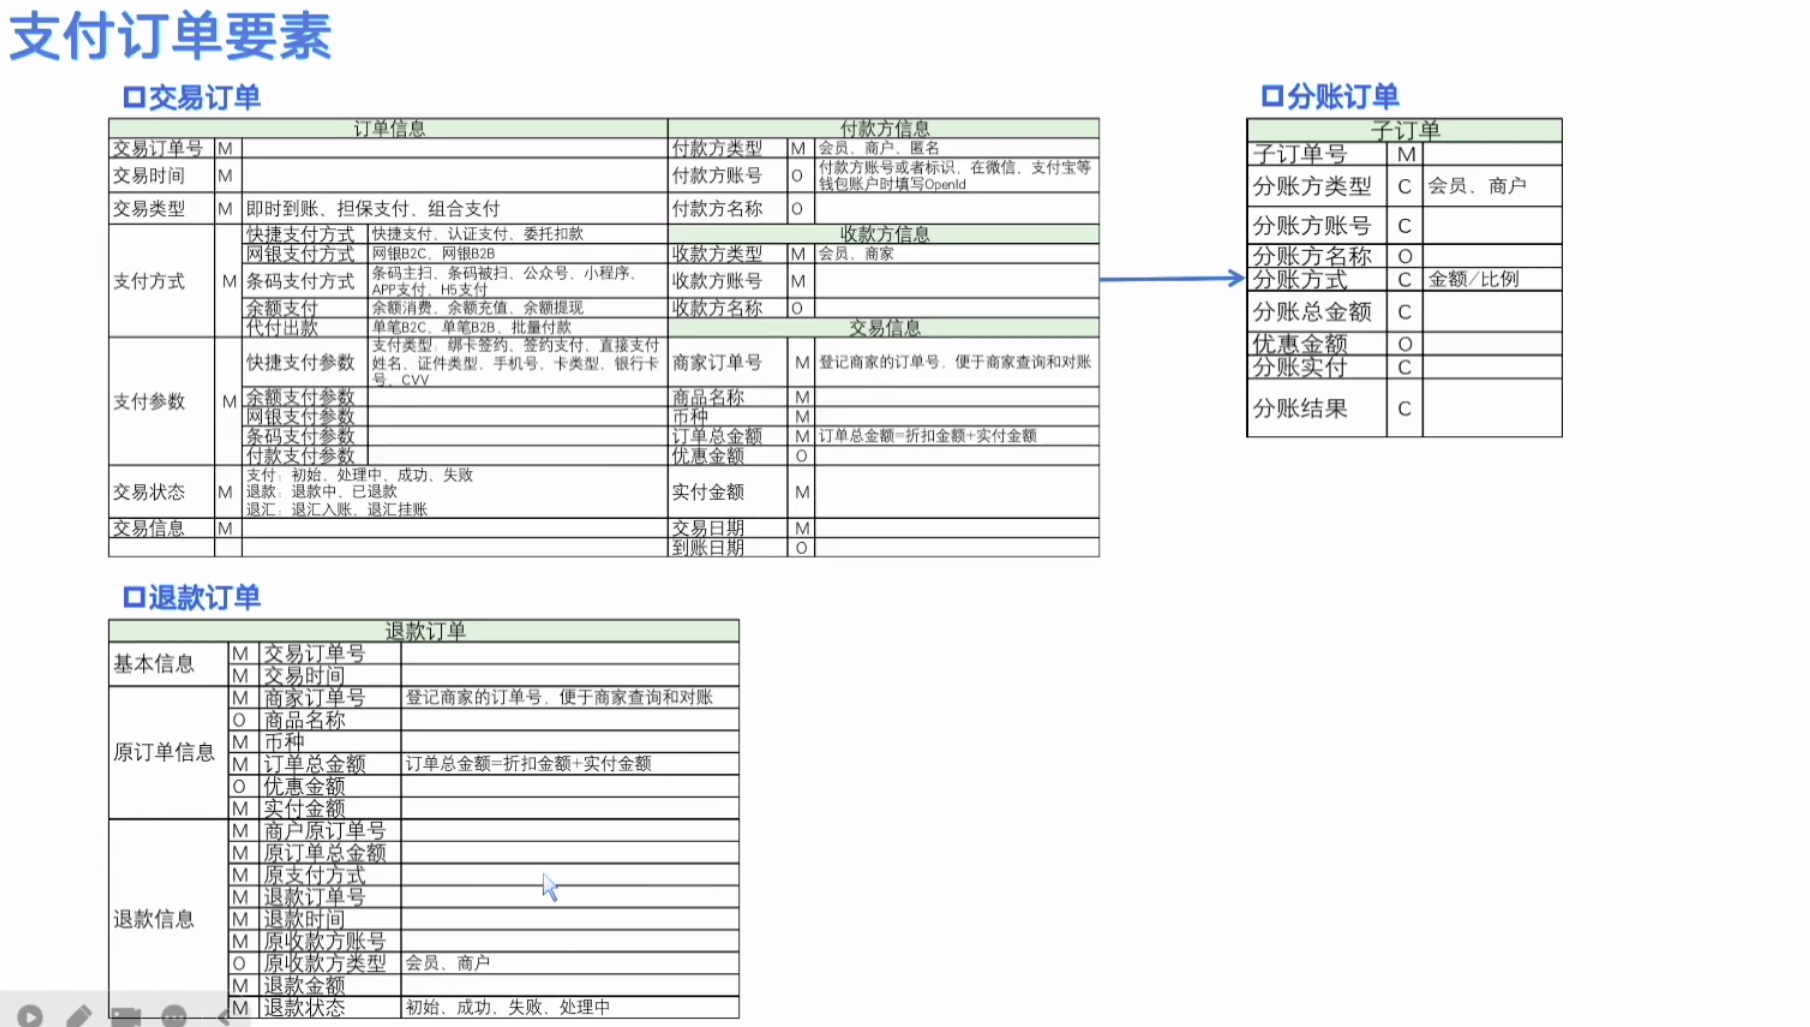 支付订单要素
交易订单
订单信息
交易订单号 M
交易时间 M
交易类型 M 即时到账、担保支付、组合支付
支付方式 M
快捷支付方式 快捷支付、认证支付、委托扣款
网银支付方式 网银B2C、网银B2B
条码支付方式 条码主扫、条码被扫、公众号、小程序、
APP支付、H5支付
余额支付 余额消费、余额充值、余额提现
代付出款 单笔B2C、单笔B2B、批量付款
支付参数 M
快捷支付参数 支付类型：绑卡签约、签约支付、直接支付
姓名、证件类型、手机号、卡类型、银行卡
号、CVV
余额支付参数
网银支付参数
条码支付参数
付款支付参数
交易状态 M
支付：初始、处理中、成功、失败
退款：退款中、已退款
退汇：退汇入账、退汇挂账
交易信息 M
付款方信息
付款方类型 M 会员、商户、匿名
付款方账号 O 付款方账号或者标识，在微信、支付宝等
钱包账户时填写OpenId
付款方名称 O
收款方信息
收款方类型 M 会员、商家
收款方账号 M
收款方名称 O
交易信息
商家订单号 M 登记商家的订单号，便于商家查询和对账
商品名称 M
币种 M
订单总金额 M 订单总金额=折扣金额+实付金额
优惠金额 O
实付金额 M
交易日期 M
到账日期 O
分账订单
子订单
子订单号 M
分账方类型 C 会员、商户
分账方账号 C
分账方名称 O
分账方式 C 金额/比例
分账总金额 C
优惠金额 O
分账实付 C
分账结果 C
退款订单
退款订单
基本信息
M 交易订单号
M 交易时间
原订单信息
M 商家订单号 登记商家的订单号，便于商家查询和对账
O 商品名称
M 币种
M 订单总金额 订单总金额=折扣金额+实付金额
O 优惠金额
M 实付金额
退款信息
M 商户原订单号
M 原订单总金额
M 原支付方式
M 退款订单号
M 退款时间
M 原收款方账号
O 原收款方类型 会员、商户
M 退款金额
M 退款状态 初始、成功、失败、处理中